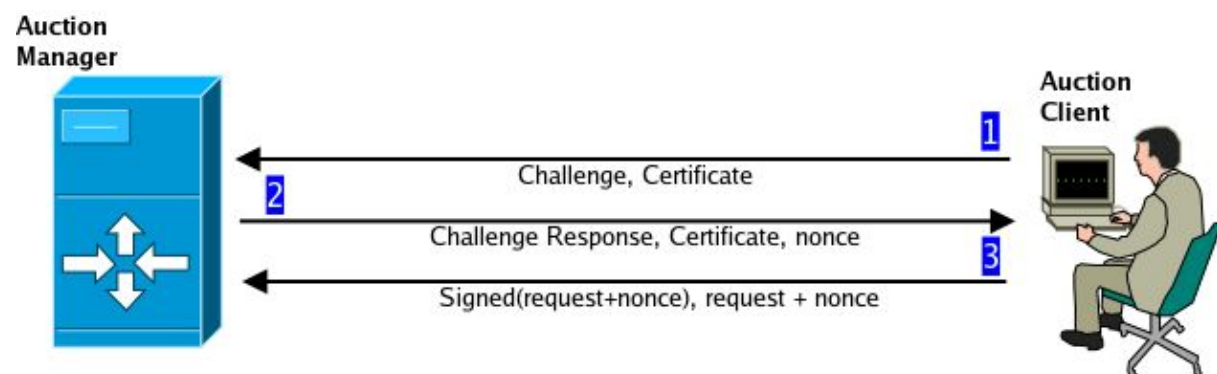 Auction
Manager
Auction
Client
1
Challenge, Certificate
2
Challenge Response, Certificate, nonce
3
Signed(request+nonce), request + nonce